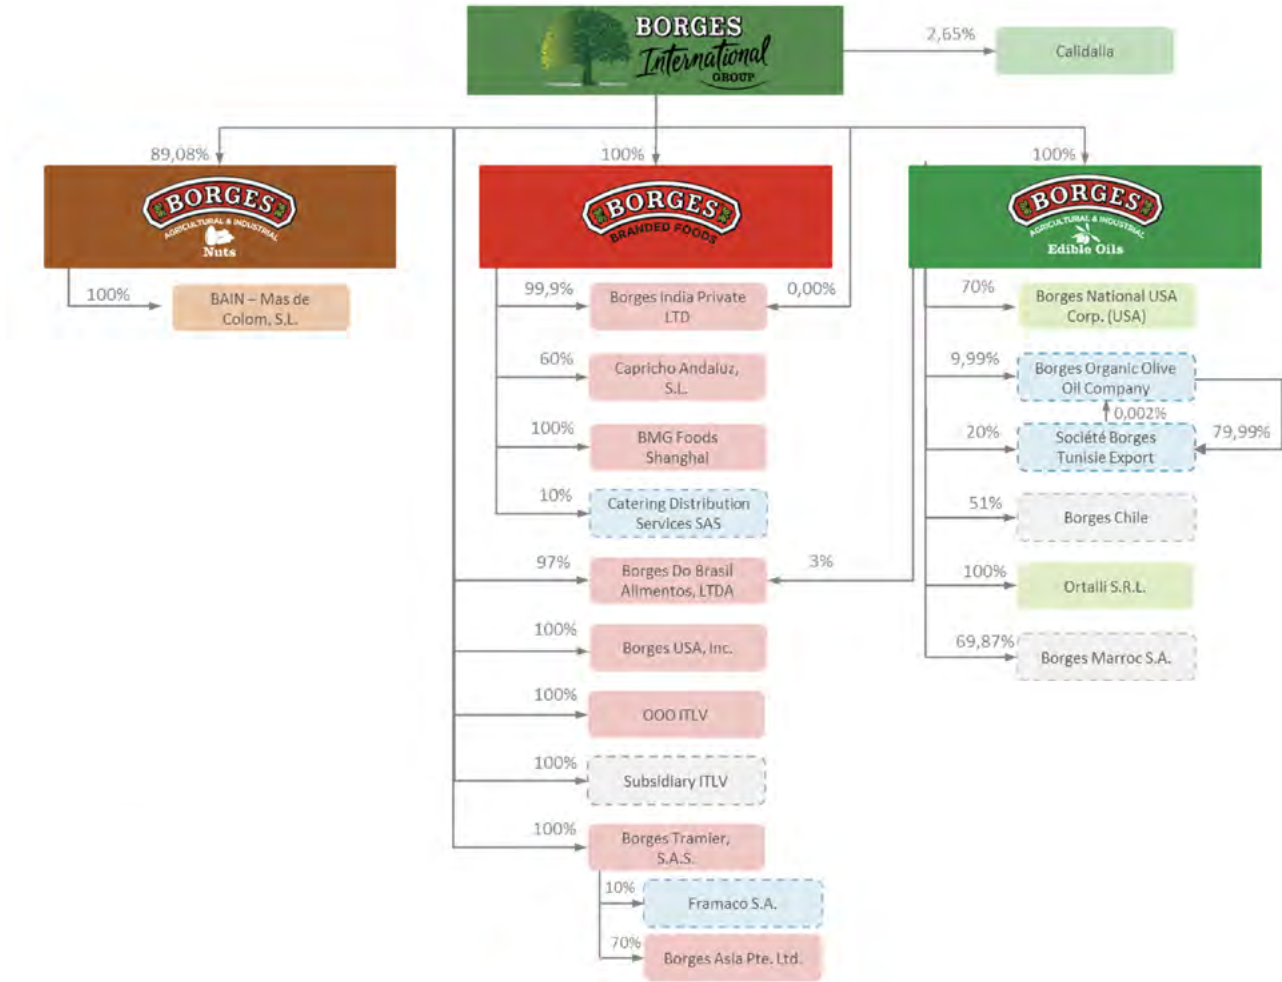 BORGES
International
GROUP
2,65%
Calidalia
89,08%
100%
100%
BORGES
AGRICULTURAL & INDUSTRIAL
Nuts
BORGES
BRANDED FOODS
BORGES
AGRICULTURAL & INDUSTRIAL
Edible Oils
100%
BAIN – Mas de
Colom, S.L.
99,9%
Borges India Private
LTD
0,00%
60%
Capricho Andaluz,
S.L.
100%
BMG Foods
Shanghai
10%
Catering Distribution
Services SAS
97%
Borges Do Brasil
Alimentos, LTDA
3%
100%
Borges USA, Inc.
100%
OOO ITLV
100%
Subsidiary ITLV
100%
Borges Tramier,
S.A.S.
10%
Framaco S.A.
70%
Borges Asia Pte. Ltd.
70%
Borges National USA
Corp. (USA)
9,99%
Borges Organic Olive
Oil Company
0,002%
20%
Société Borges
Tunisie Export
79,99%
51%
Borges Chile
100%
Ortalli S.R.L.
69,87%
Borges Marroc S.A.